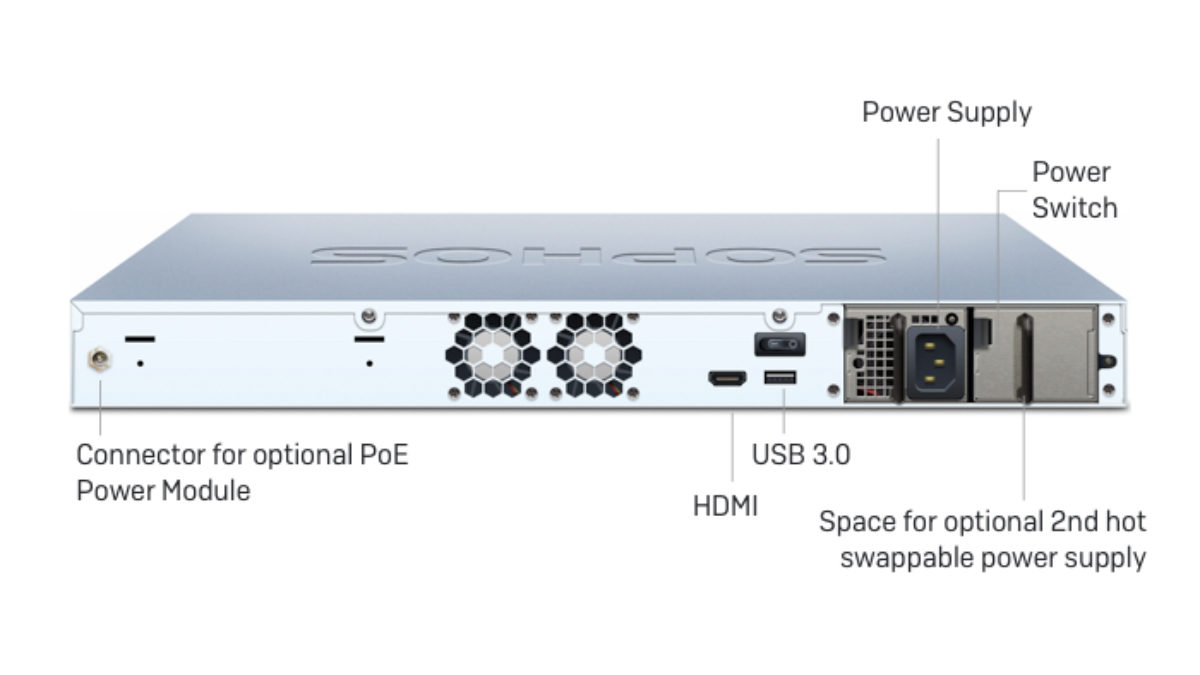 Power Supply
Power
Switch
SOPHOS
Connector for optional PoE
Power Module
USB 3.0
HDMI
Space for optional 2nd hot
swappable power supply